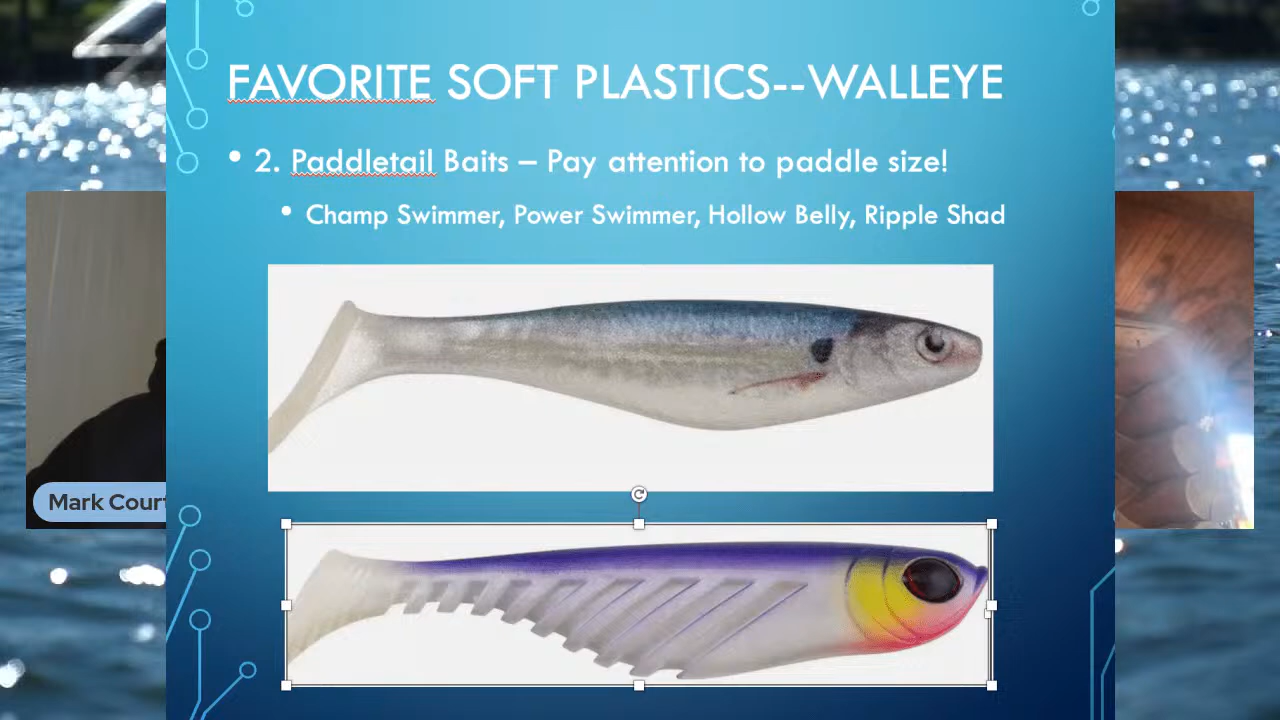 FAVORITE SOFT PLASTICS--WALLEYE
• 2. Paddletail Baits – Pay attention to paddle size!
• Champ Swimmer, Power Swimmer, Hollow Belly, Ripple Shad
Mark Court